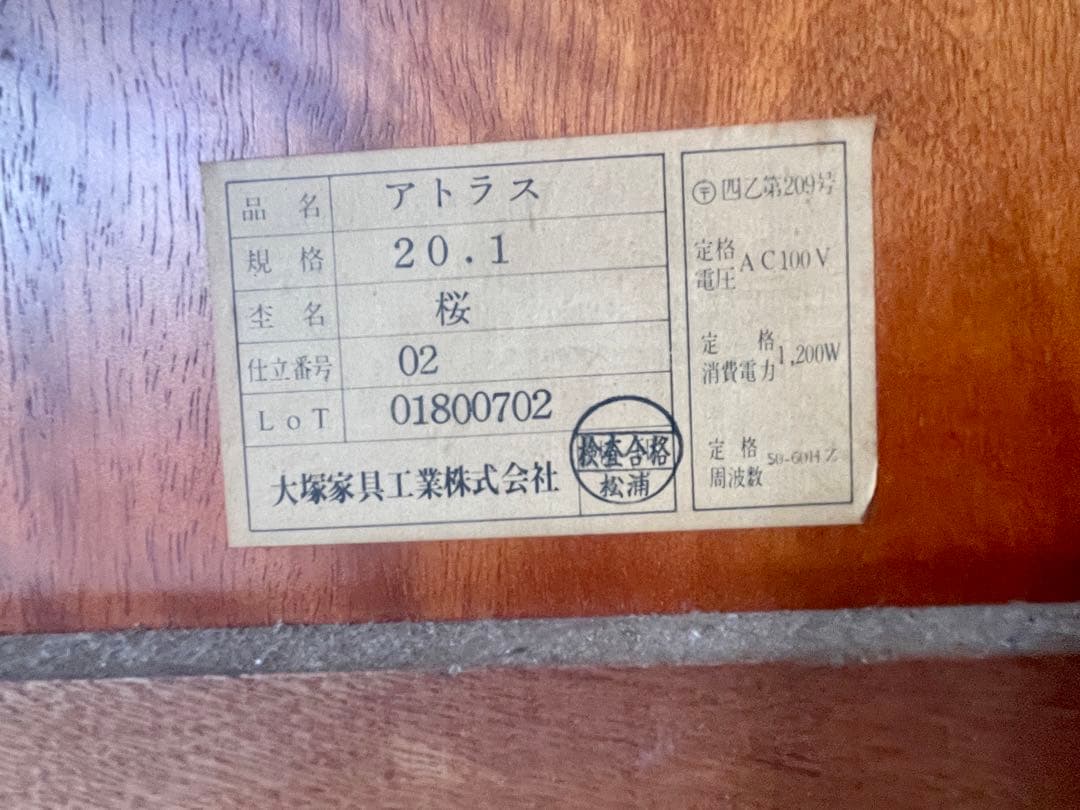 品名 アトラス
規格 20.1
杢名 桜
仕立番号 02
LoT 01800702
大塚家具工業株式会社
検査合格
松浦
〶四乙第209号
定格電圧 AC100V
定格消費電力 1,200W
定格周波数 50-60HZ